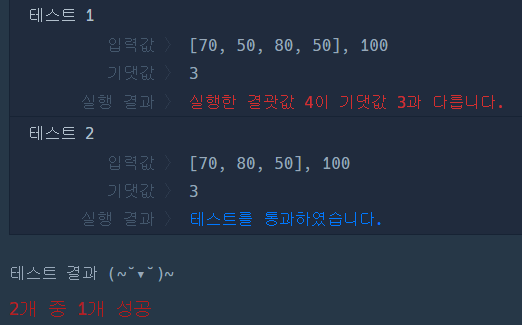 테스트 1
입력값 〉 [70, 50, 80, 50], 100
기댓값 〉 3
실행 결과 〉 실행한 결괏값 4이 기댓값 3과 다릅니다.
테스트 2
입력값 〉 [70, 80, 50], 100
기댓값 〉 3
실행 결과 〉 테스트를 통과하였습니다.
테스트 결과 (~˘▾˘)~
2개 중 1개 성공